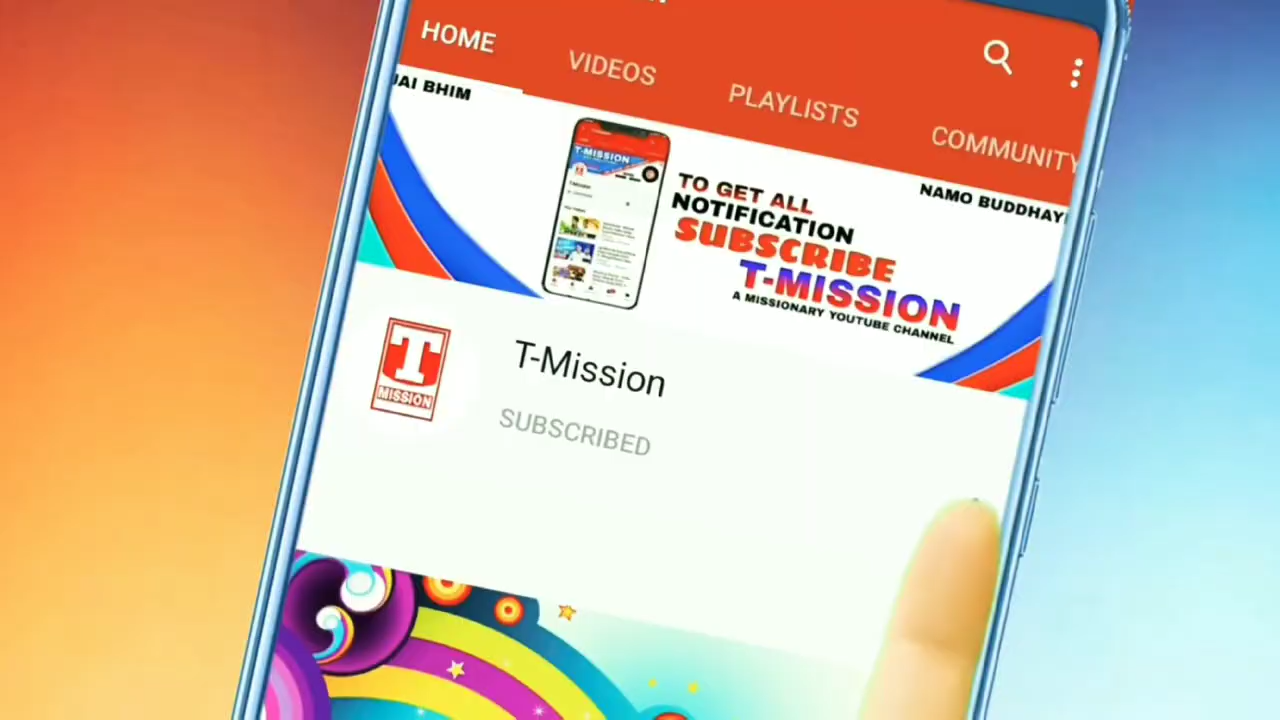 HOME
VIDEOS
PLAYLISTS
COMMUNITY
JAI BHIM
NAMO BUDDHAY
T-MISSION
TO GET ALL
NOTIFICATION
SUBSCRIBE
T-MISSION
A MISSIONARY YOUTUBE CHANNEL
T
MISSION
T-Mission
SUBSCRIBED